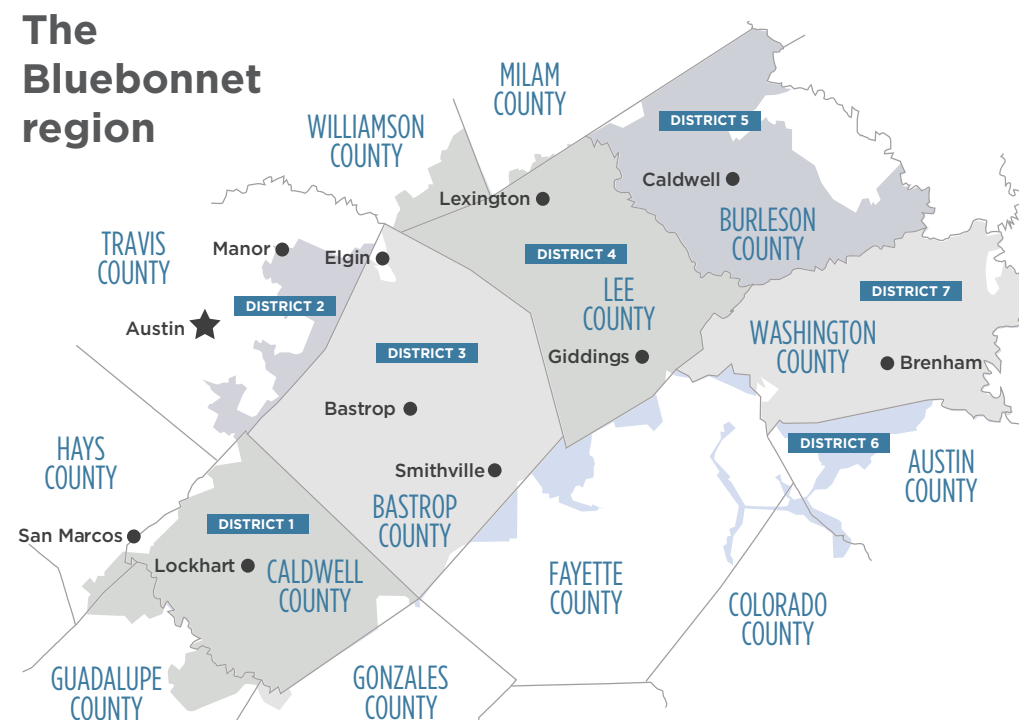 The
Bluebonnet
region
MILAM
COUNTY
WILLIAMSON
COUNTY
DISTRICT 5
Caldwell
Lexington
BURLESON
COUNTY
TRAVIS
COUNTY
Manor
Elgin
DISTRICT 4
DISTRICT 2
LEE
COUNTY
DISTRICT 7
Austin
WASHINGTON
COUNTY
DISTRICT 3
Giddings
Brenham
Bastrop
DISTRICT 6
HAYS
COUNTY
AUSTIN
COUNTY
Smithville
BASTROP
COUNTY
DISTRICT 1
San Marcos
Lockhart
CALDWELL
COUNTY
FAYETTE
COUNTY
COLORADO
COUNTY
GUADALUPE
COUNTY
GONZALES
COUNTY